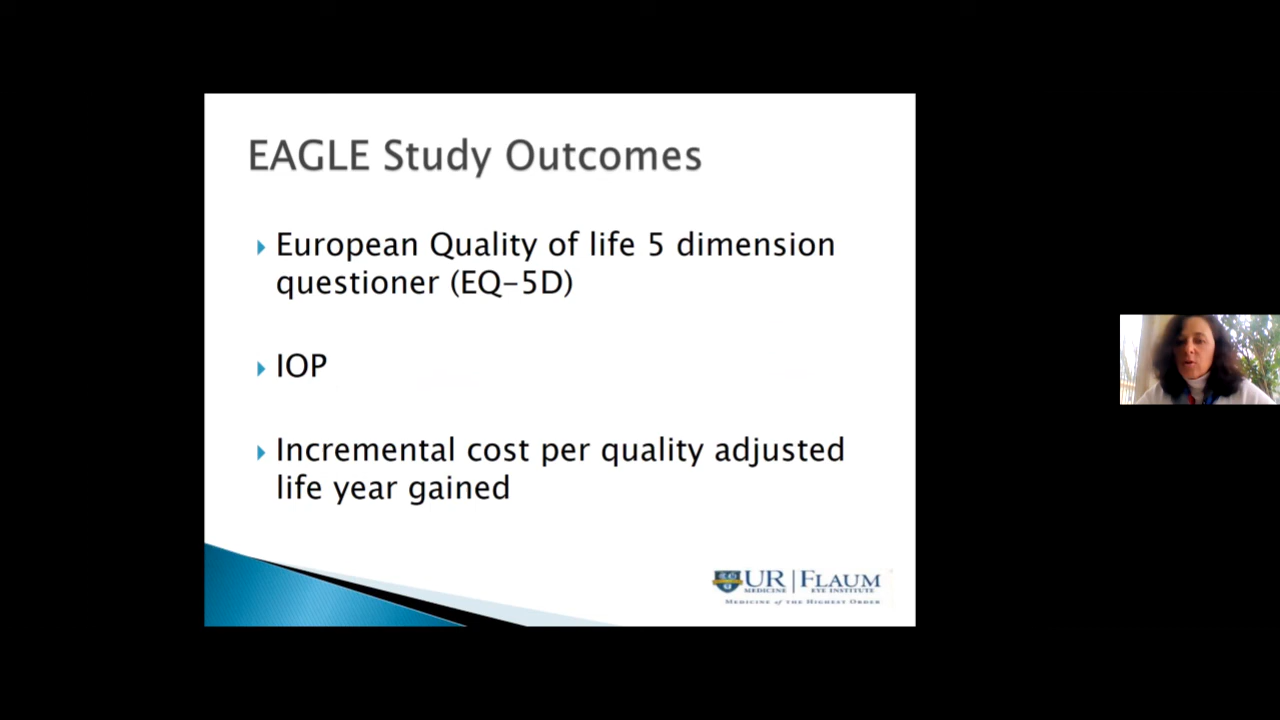 EAGLE Study Outcomes
European Quality of life 5 dimension
questioner (EQ-5D)
IOP
Incremental cost per quality adjusted
life year gained
UR | FLAUM
MEDICINE EYE INSTITUTE
MEDICINE of THE HIGHEST ORDER